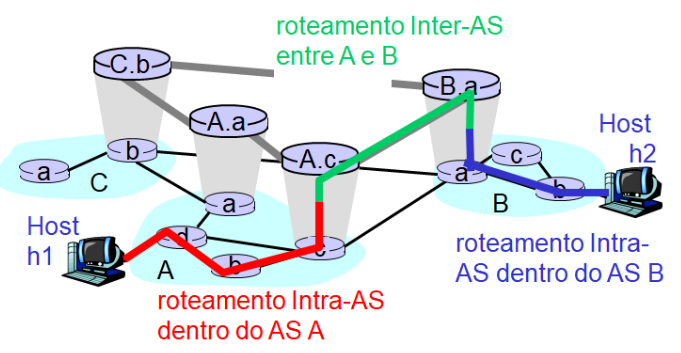 roteamento Inter-AS
entre A e B
C.b
B.a
A.a
A.c
Host
h2
a
b
C
a
a
c
b
B
Host
h1
d
A
b
c
roteamento Intra-
AS dentro do AS B
roteamento Intra-AS
dentro do AS A